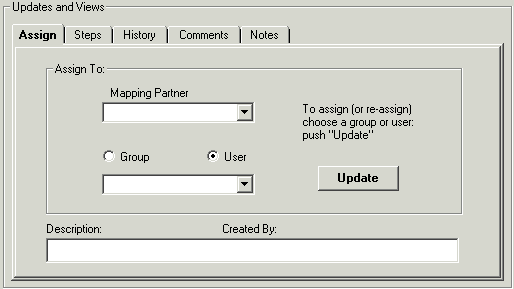 Updates and Views
Assign Steps History Comments Notes
Assign To:
Mapping Partner
To assign (or re-assign)
choose a group or user:
push "Update"
Group User
Update
Description: Created By: